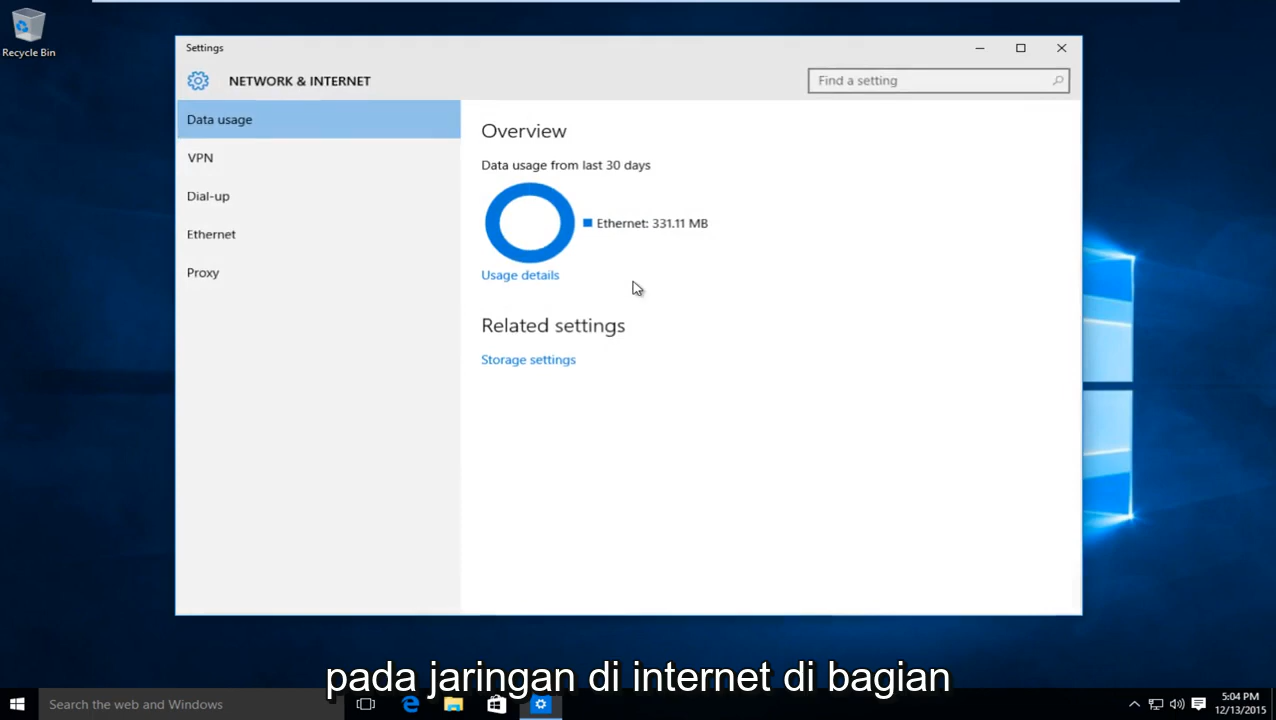 Recycle Bin
Settings
NETWORK & INTERNET
Find a setting
Data usage
VPN
Dial-up
Ethernet
Proxy
Overview
Data usage from last 30 days
Ethernet: 331.11 MB
Usage details
Related settings
Storage settings
pada jaringan di internet di bagian
Search the web and Windows
5:04 PM
12/13/2015